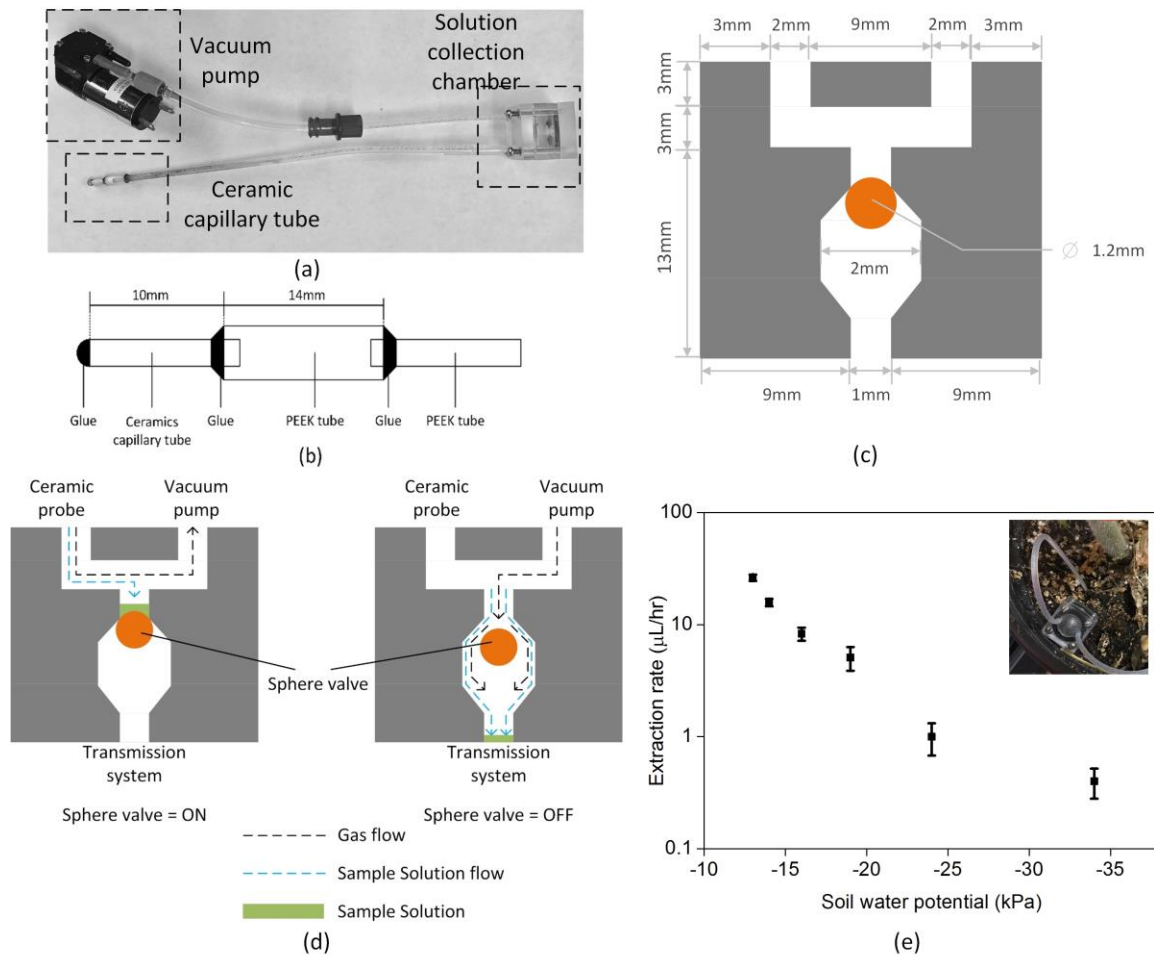 Vacuum
pump
Solution
collection
chamber
Ceramic
capillary tube
(a)
10mm
14mm
Glue
Ceramics
capillary tube
Glue
PEEK tube
Glue
PEEK tube
(b)
3mm
2mm
9mm
2mm
3mm
3mm
3mm
13mm
2mm
∅ 1.2mm
9mm
1mm
9mm
(c)
Ceramic
probe
Vacuum
pump
Ceramic
probe
Vacuum
pump
Sphere valve
Transmission
system
Transmission
system
Sphere valve = ON
Sphere valve = OFF
Gas flow
Sample Solution flow
Sample Solution
(d)
Extraction rate (µL/hr)
100
10
1
0.1
-10
-15
-20
-25
-30
-35
Soil water potential (kPa)
(e)